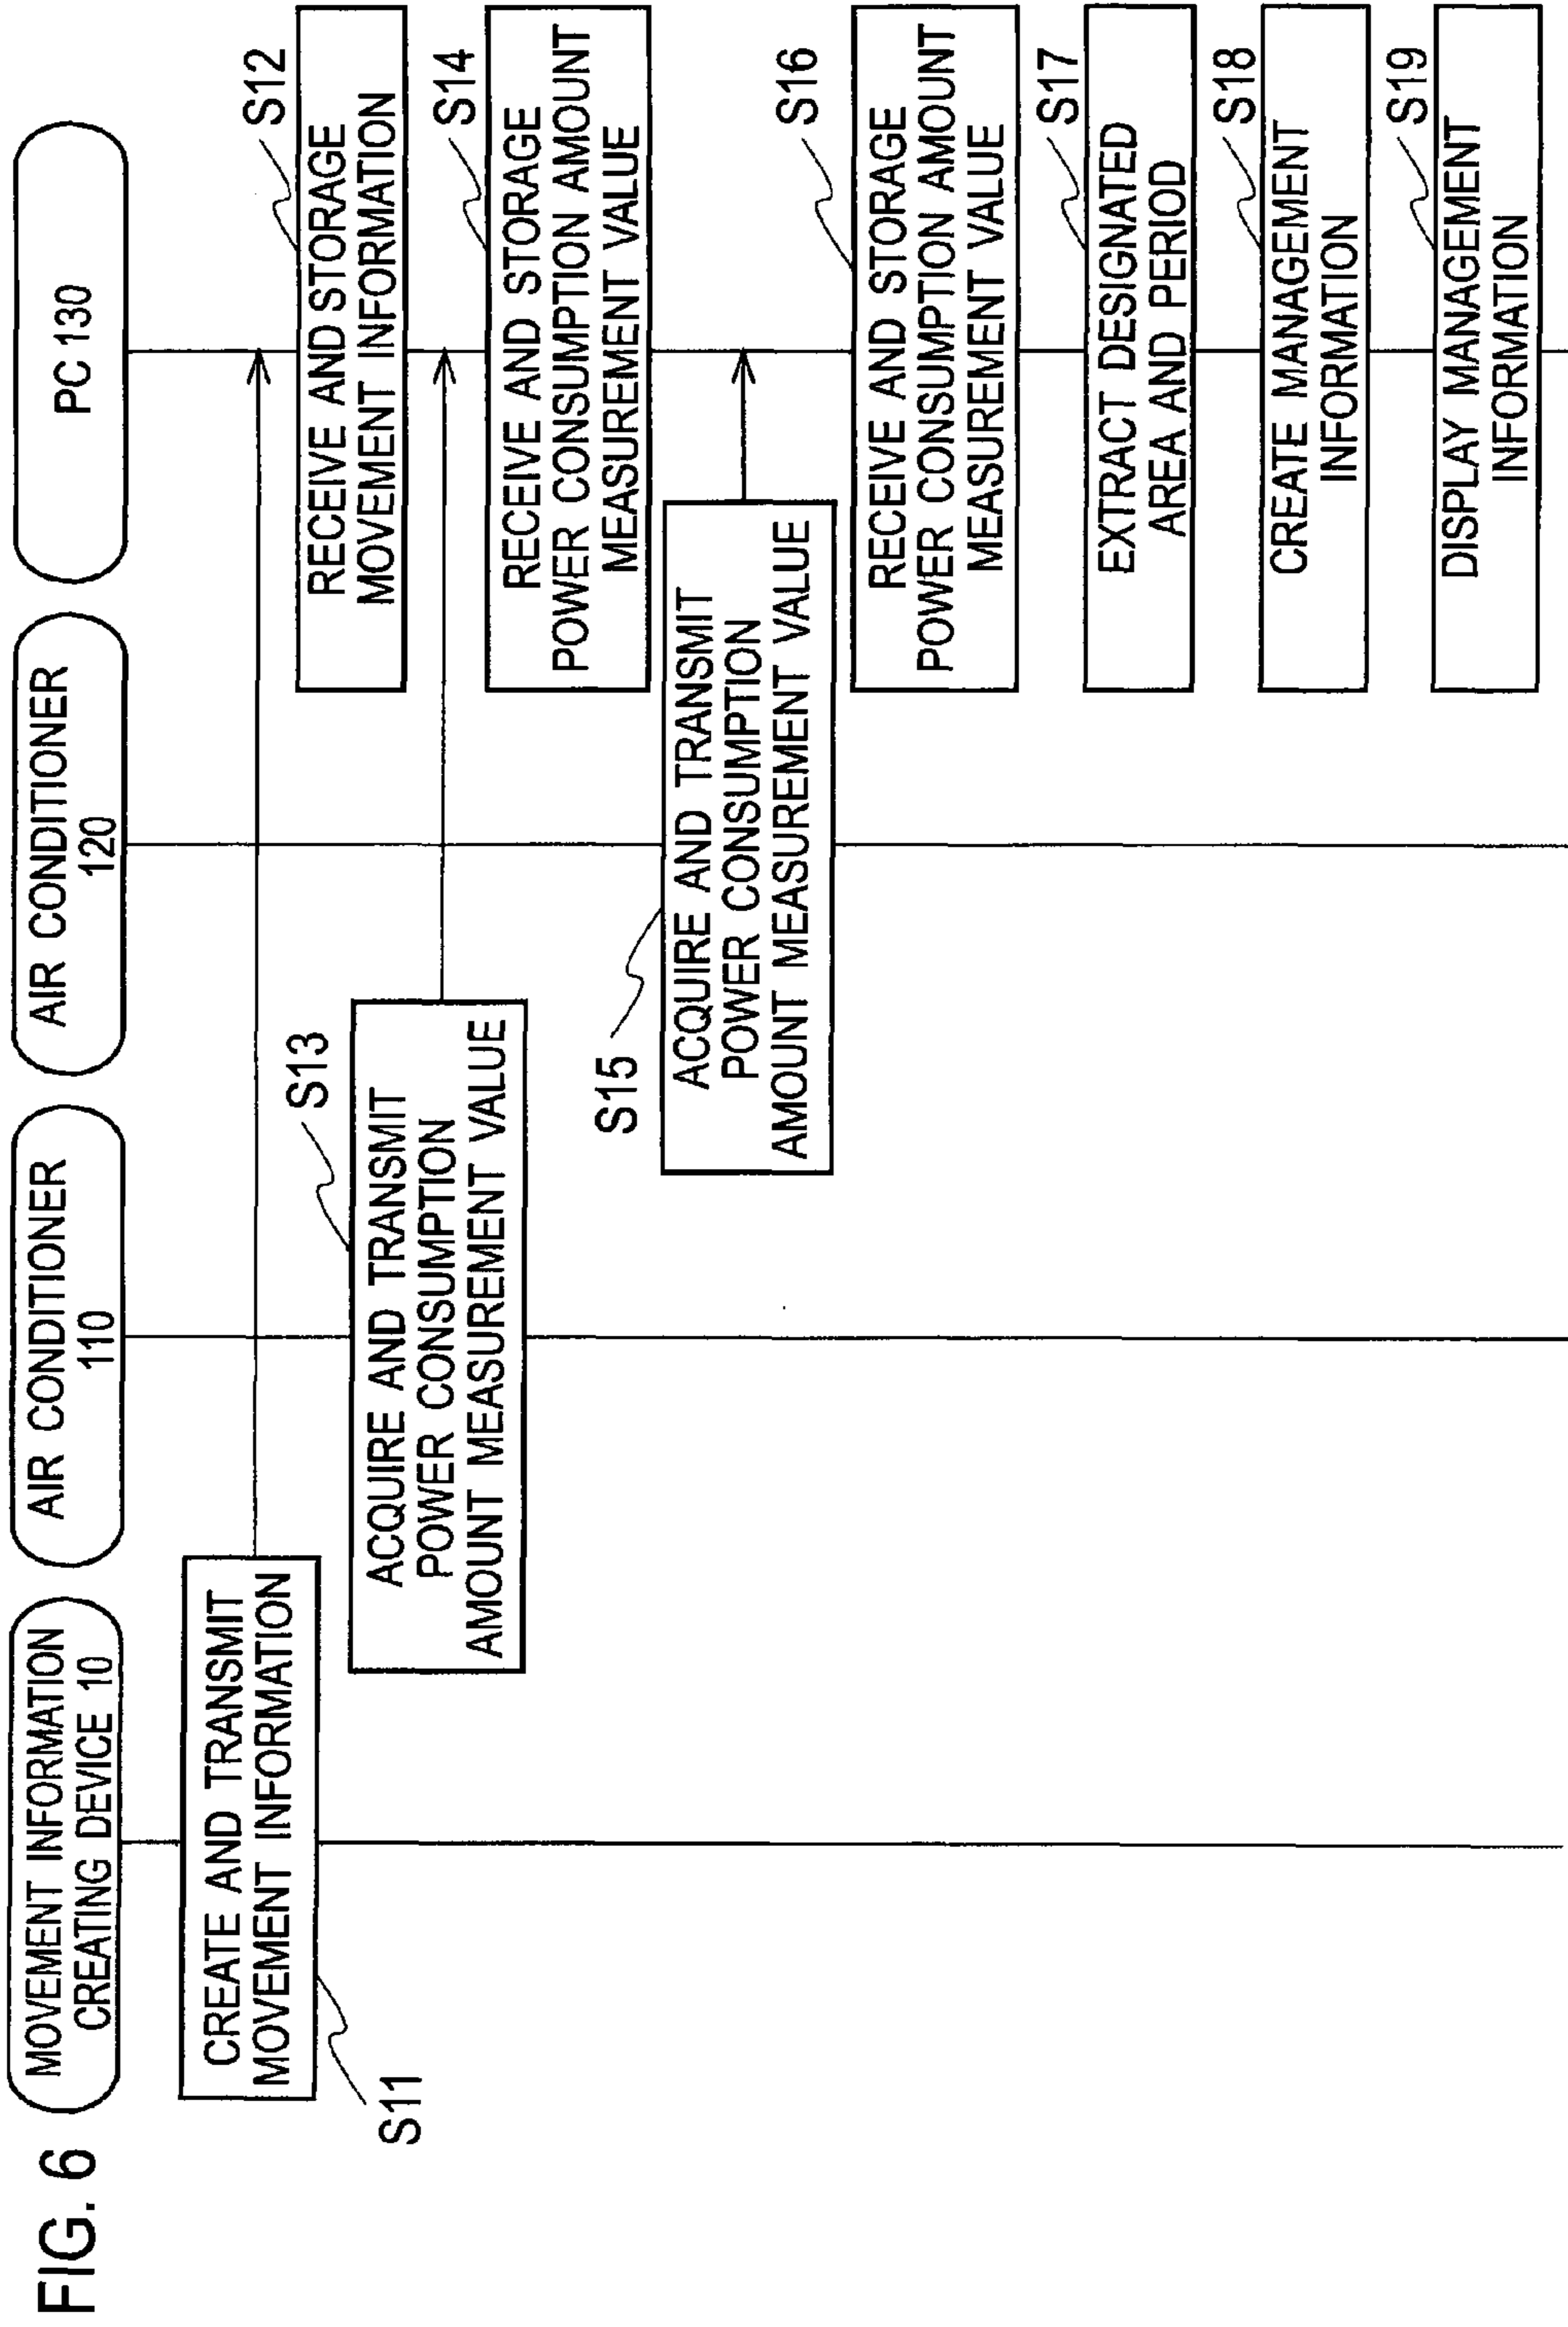 FIG. 6
MOVEMENT INFORMATION
CREATING DEVICE 10
AIR CONDITIONER
110
AIR CONDITIONER
120
PC 130
CREATE AND TRANSMIT
MOVEMENT INFORMATION
S11
S12
RECEIVE AND STORAGE
MOVEMENT INFORMATION
S13
ACQUIRE AND TRANSMIT
POWER CONSUMPTION
AMOUNT MEASUREMENT VALUE
S14
RECEIVE AND STORAGE
POWER CONSUMPTION AMOUNT
MEASUREMENT VALUE
S15
ACQUIRE AND TRANSMIT
POWER CONSUMPTION
AMOUNT MEASUREMENT VALUE
S16
RECEIVE AND STORAGE
POWER CONSUMPTION AMOUNT
MEASUREMENT VALUE
S17
EXTRACT DESIGNATED
AREA AND PERIOD
S18
CREATE MANAGEMENT
INFORMATION
S19
DISPLAY MANAGEMENT
INFORMATION